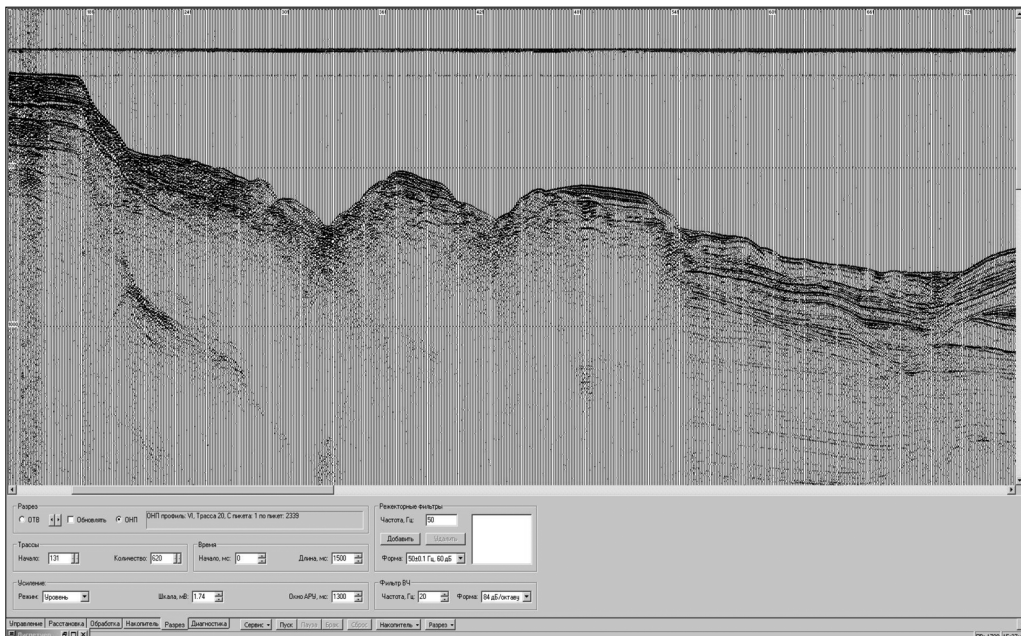 Разрез
ОТВ
Обновлять
ОНП
ОНП профиль: VI, Трасса 20, С пикета: 1 по пикет: 2339
Режекторные фильтры
Частота, Гц:
50
Добавить
Удалить
Форма:
50±0.1 Гц, 60 дБ
Трассы
Начало:
131
Количество:
620
Время
Начало, мс:
0
Длина, мс:
1500
Усиление
Режим:
Уровень
Шкала, мВ:
1.74
Окно АРУ, мс:
1300
Фильтр ВЧ
Частота, Гц:
20
Форма:
84 дБ/октаву
Управление
Расстановка
Обработка
Накопитель
Разрез
Диагностика
Сервис
Пуск
Пауза
Брак
Сброс
Накопитель
Разрез